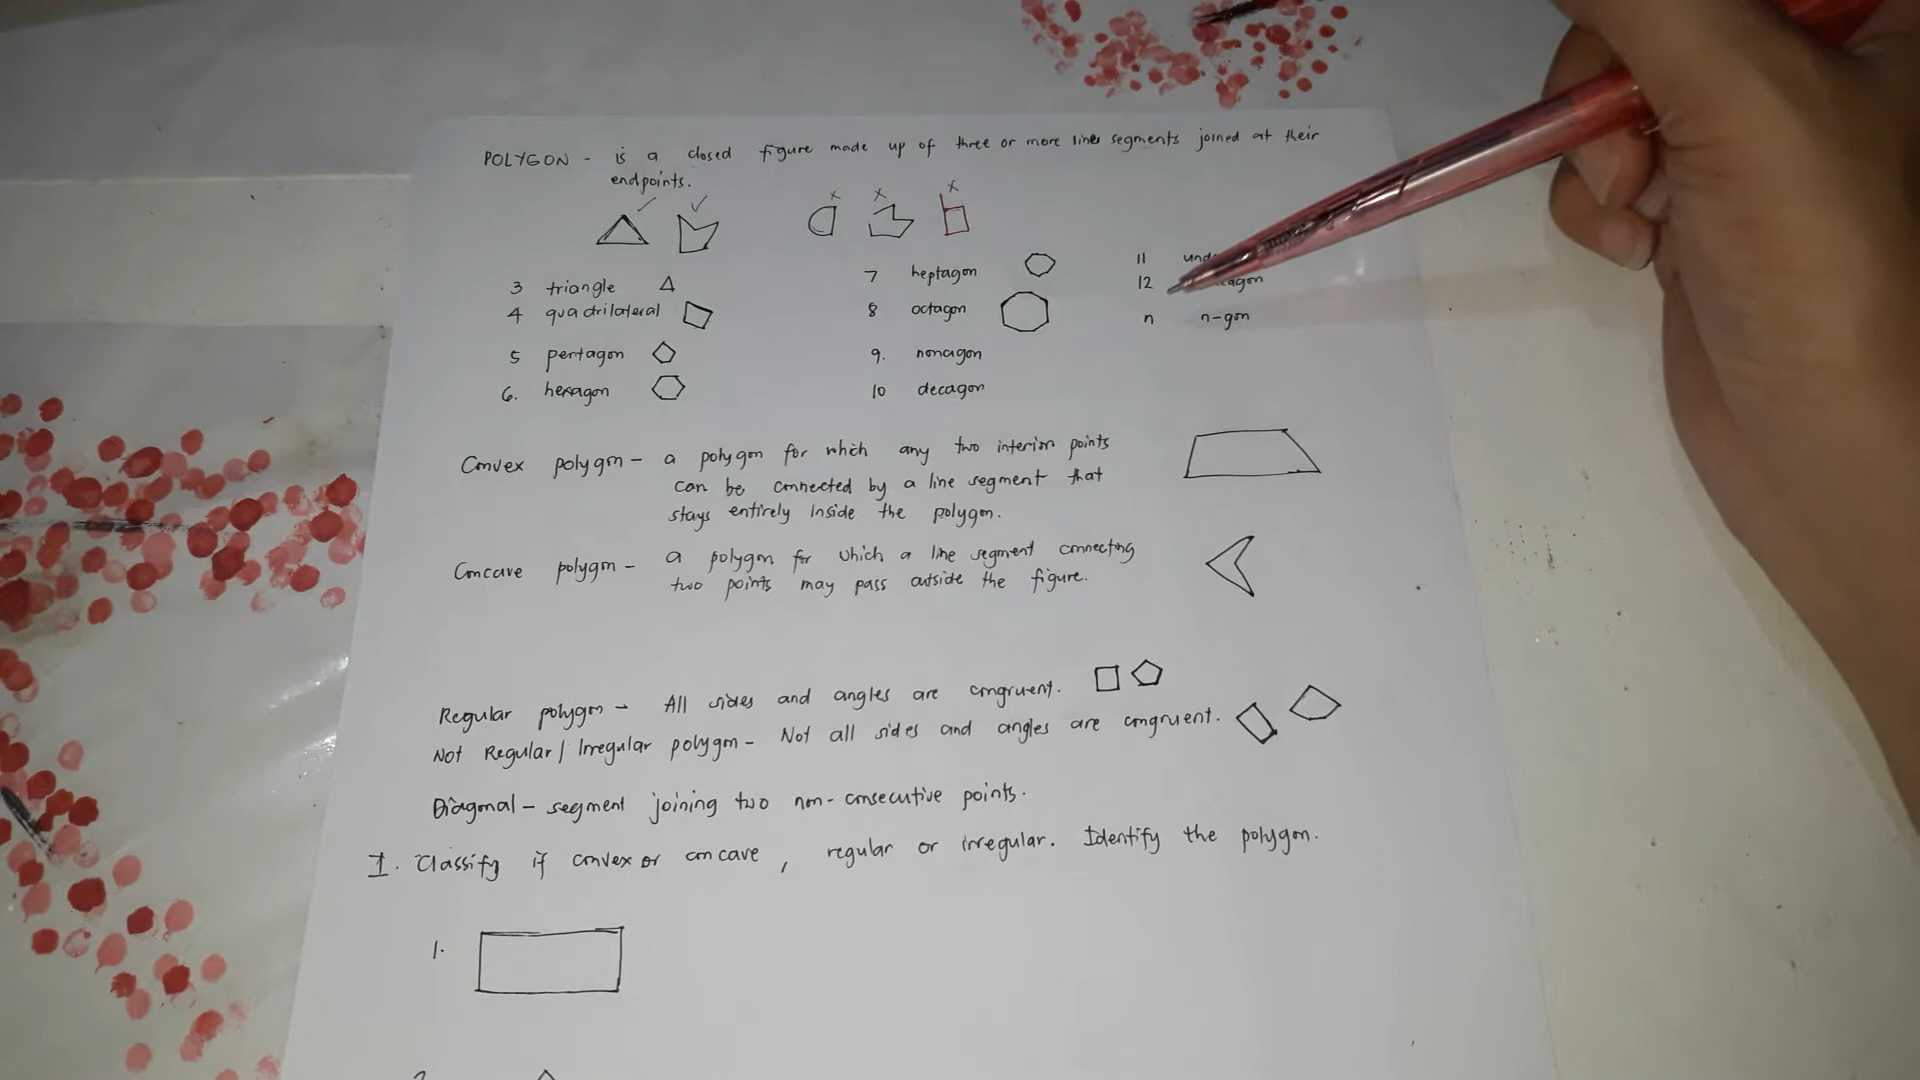 POLYGON - is a closed figure made up of three or more line segments joined at their
endpoints.
3 triangle
4 quadrilateral
5 pentagon
6. hexagon
7 heptagon
8 octagon
9. nonagon
10 decagon
11
12
n n-gon
Convex polygon - a polygon for which any two interior points
can be connected by a line segment that
stays entirely inside the polygon.
Concave polygon - a polygon for which a line segment connecting
two points may pass outside the figure.
Regular polygon - All sides and angles are congruent.
Not Regular/Irregular polygon - Not all sides and angles are congruent.
Diagonal - segment joining two non-consecutive points.
I. Classify if convex or concave, regular or irregular. Identify the polygon.
1.